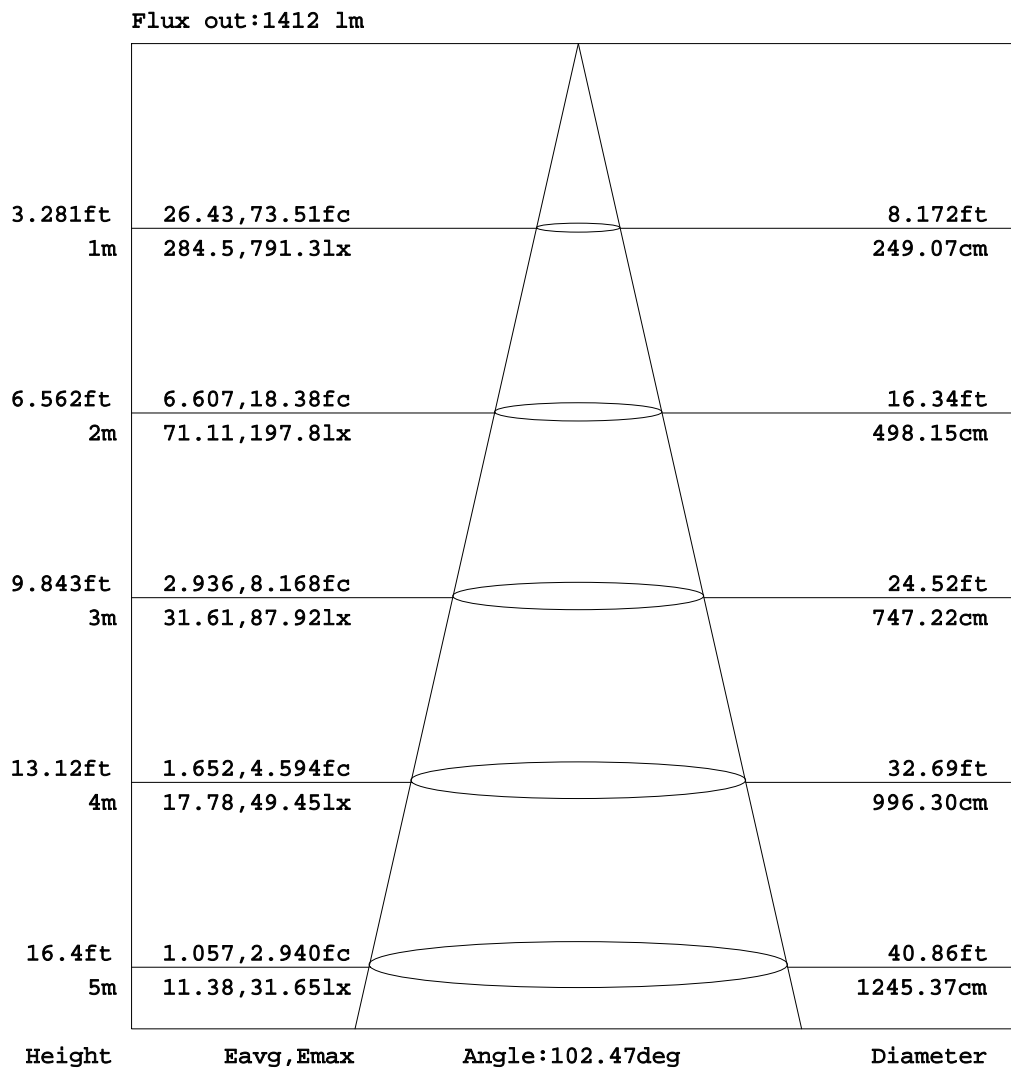 Flux out:1412 lm
3.281ft 26.43,73.51fc 8.172ft
1m 284.5,791.3lx 249.07cm
6.562ft 6.607,18.38fc 16.34ft
2m 71.11,197.8lx 498.15cm
9.843ft 2.936,8.168fc 24.52ft
3m 31.61,87.92lx 747.22cm
13.12ft 1.652,4.594fc 32.69ft
4m 17.78,49.45lx 996.30cm
16.4ft 1.057,2.940fc 40.86ft
5m 11.38,31.65lx 1245.37cm
Height Eavg,Emax Angle:102.47deg Diameter